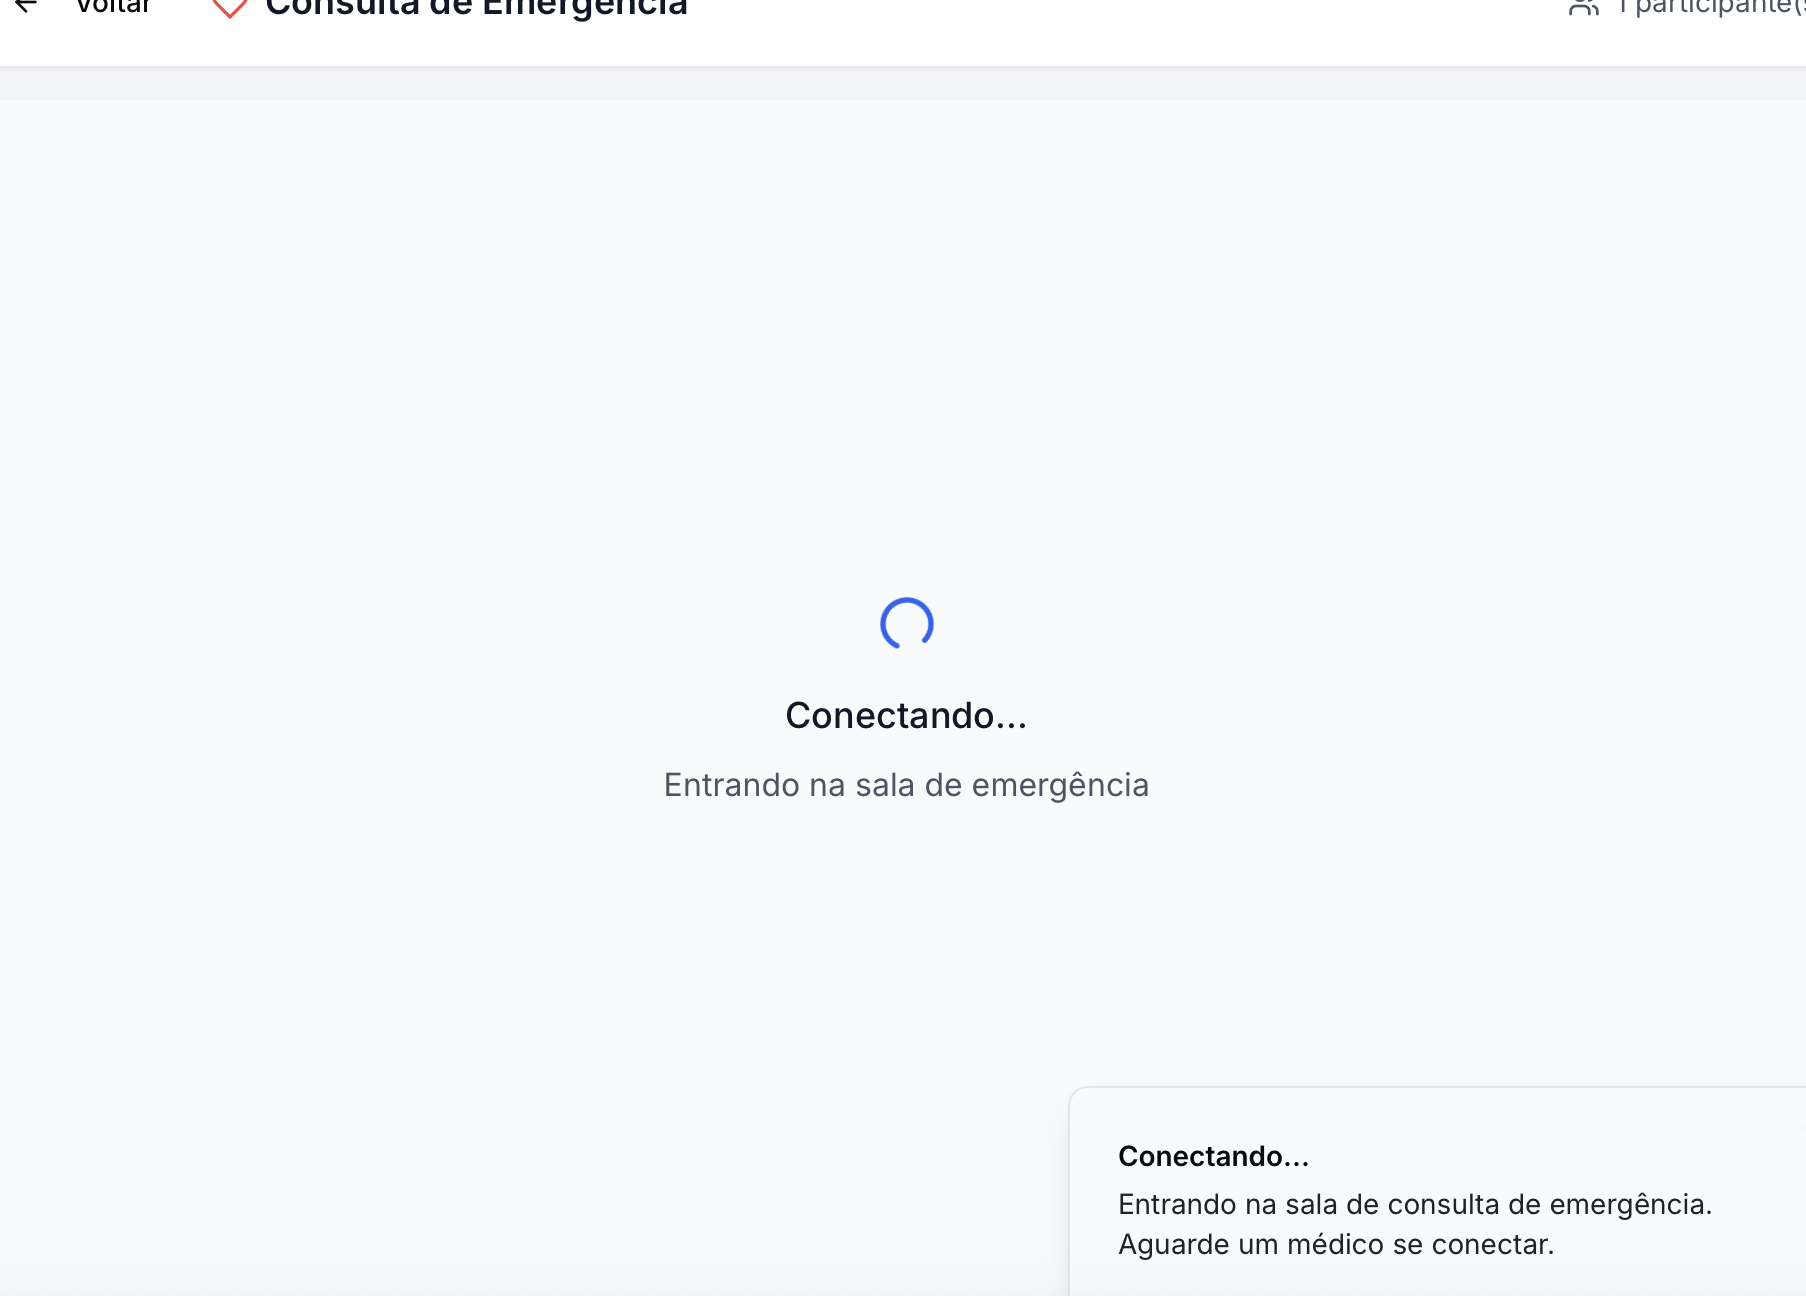 Voltar
Consulta de Emergência
1 participante(s
Conectando...
Entrando na sala de emergência
Conectando...
Entrando na sala de consulta de emergência.
Aguarde um médico se conectar.